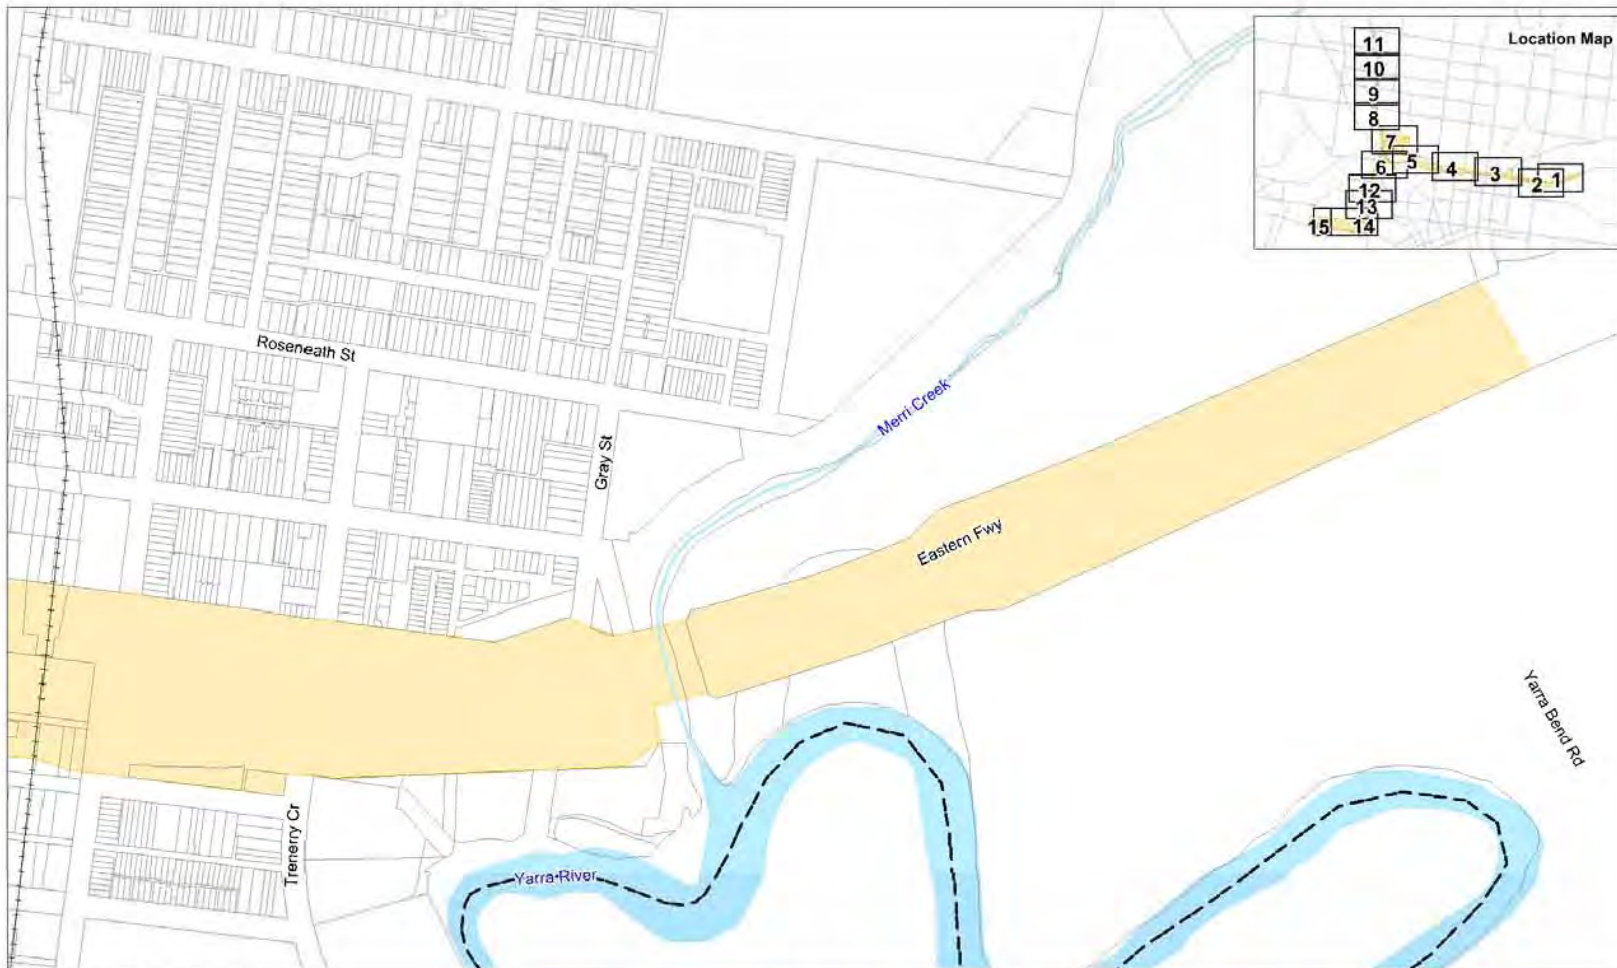 Location Map
11
10
9
8
7
5
4
3
2
1
6
12
13
15
14
Roseneath St
Merri Creek
Gray St
Eastern Fwy
Yarra Bend Rd
Trenerry Cr
Yarra River